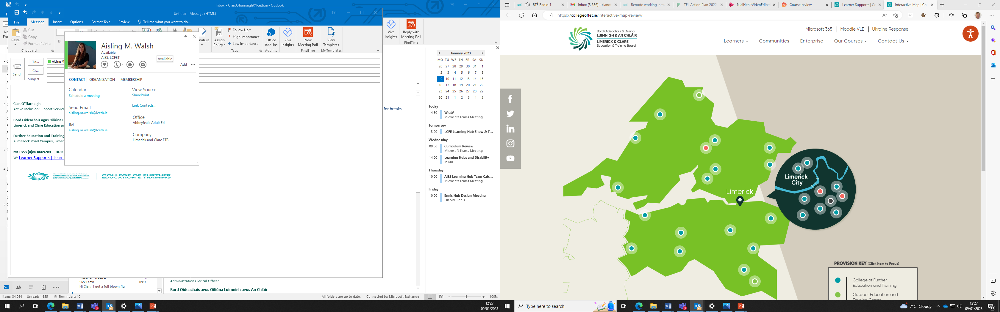 Inbox - Cian.OTiarnaigh@lcetb.ie - Outlook
Untitled - Message (HTML)
File
Message
Insert
Options
Format Text
Review
Tell me what you want to do...
Paste
Cut
Copy
Format Painter
Clipboard
B
Assign
Policy
Follow Up
High Importance
Low Importance
Tags
Office
Add-ins
Add-ins
Viva
Insights
New
Meeting Poll
FindTime
View
Templates
My Templates
Viva
Insights
Reply with
Meeting Poll
FindTime
Send
To...
Aisling M
Cc...
Subject
Aisling M. Walsh
Available
AISS, LCFET
Available
Add
CONTACT
ORGANIZATION
MEMBERSHIP
Calendar
Schedule a meeting
Send Email
aisling.m.walsh@lcetb.ie
IM
aisling.m.walsh@lcetb.ie
View Source
SharePoint
Link Contacts...
Office
Abbeyfeale Adult Ed
Company
Limerick and Clare ETB
Cian O'Tiarnaigh
Active Inclusion Support Service
Bord Oideachais agus Oiliúna L
Limerick and Clare Education an
Further Education and Training
Kilmallock Road Campus, Limeri
M: +353 (0)86 0669284 DDI:
W: Learner Supports | Learni
Bord Oideachais & Oiliúna
LUIMNIGH & AN CHLÁIR
LIMERICK & CLARE
Education & Training Board
COLLEGE OF FURTHER
EDUCATION & TRAINING
for breaks.
January 2023
MO TU WE TH FR SA SU
26 27 28 29 30 31 1
2 3 4 5 6 7 8
9 10 11 12 13 14 15
16 17 18 19 20 21 22
23 24 25 26 27 28 29
30 31 1 2 3 4 5
Today
14:30 WratV
Microsoft Teams Meeting
Tomorrow
13:00 LCFE Learning Hub Show & T...
Wednesday
09:30 Curriculum Review
Microsoft Teams Meeting
14:00 Learning Hubs and Disability
In KRC
Thursday
10:00 AISS Learning Hub Team Catc...
Microsoft Teams Meeting
Friday
10:00 Ennis Hub Design Meeting
On Site Ennis
Sick Leave 09:09
Hi Cian, I got a full blown flu
Administration Clerical Officer
Bord Oideachais agus Oiliúna Luimnigh agus An Chláir
Items: 34,084 Unread: 1,655 Reminders: 10
All folders are up to date. Connected to: Microsoft Exchange
100%
12:27
09/01/2023
RTÉ Radio 1
Inbox (3,586) - ciano
Remote working, new
TEL Action Plan 2022
NialHehirVideoEdited
Course review
Learner Supports | Co
Interactive Map | Coll
https://collegeoffet.ie/interactive-map-review/
Bord Oideachais & Oiliúna
LUIMNIGH & AN CHLÁIR
LIMERICK & CLARE
Education & Training Board
Microsoft 365
Moodle VLE
Ukraine Response
Learners
Communities
Enterprise
Our Courses
Contact Us
Limerick
Limerick
City
PROVISION KEY (Click Item to Focus)
College of Further
Education and Training
Outdoor Education and
Training Centre
Type here to search
7°C Cloudy
12:27
09/01/2023
13